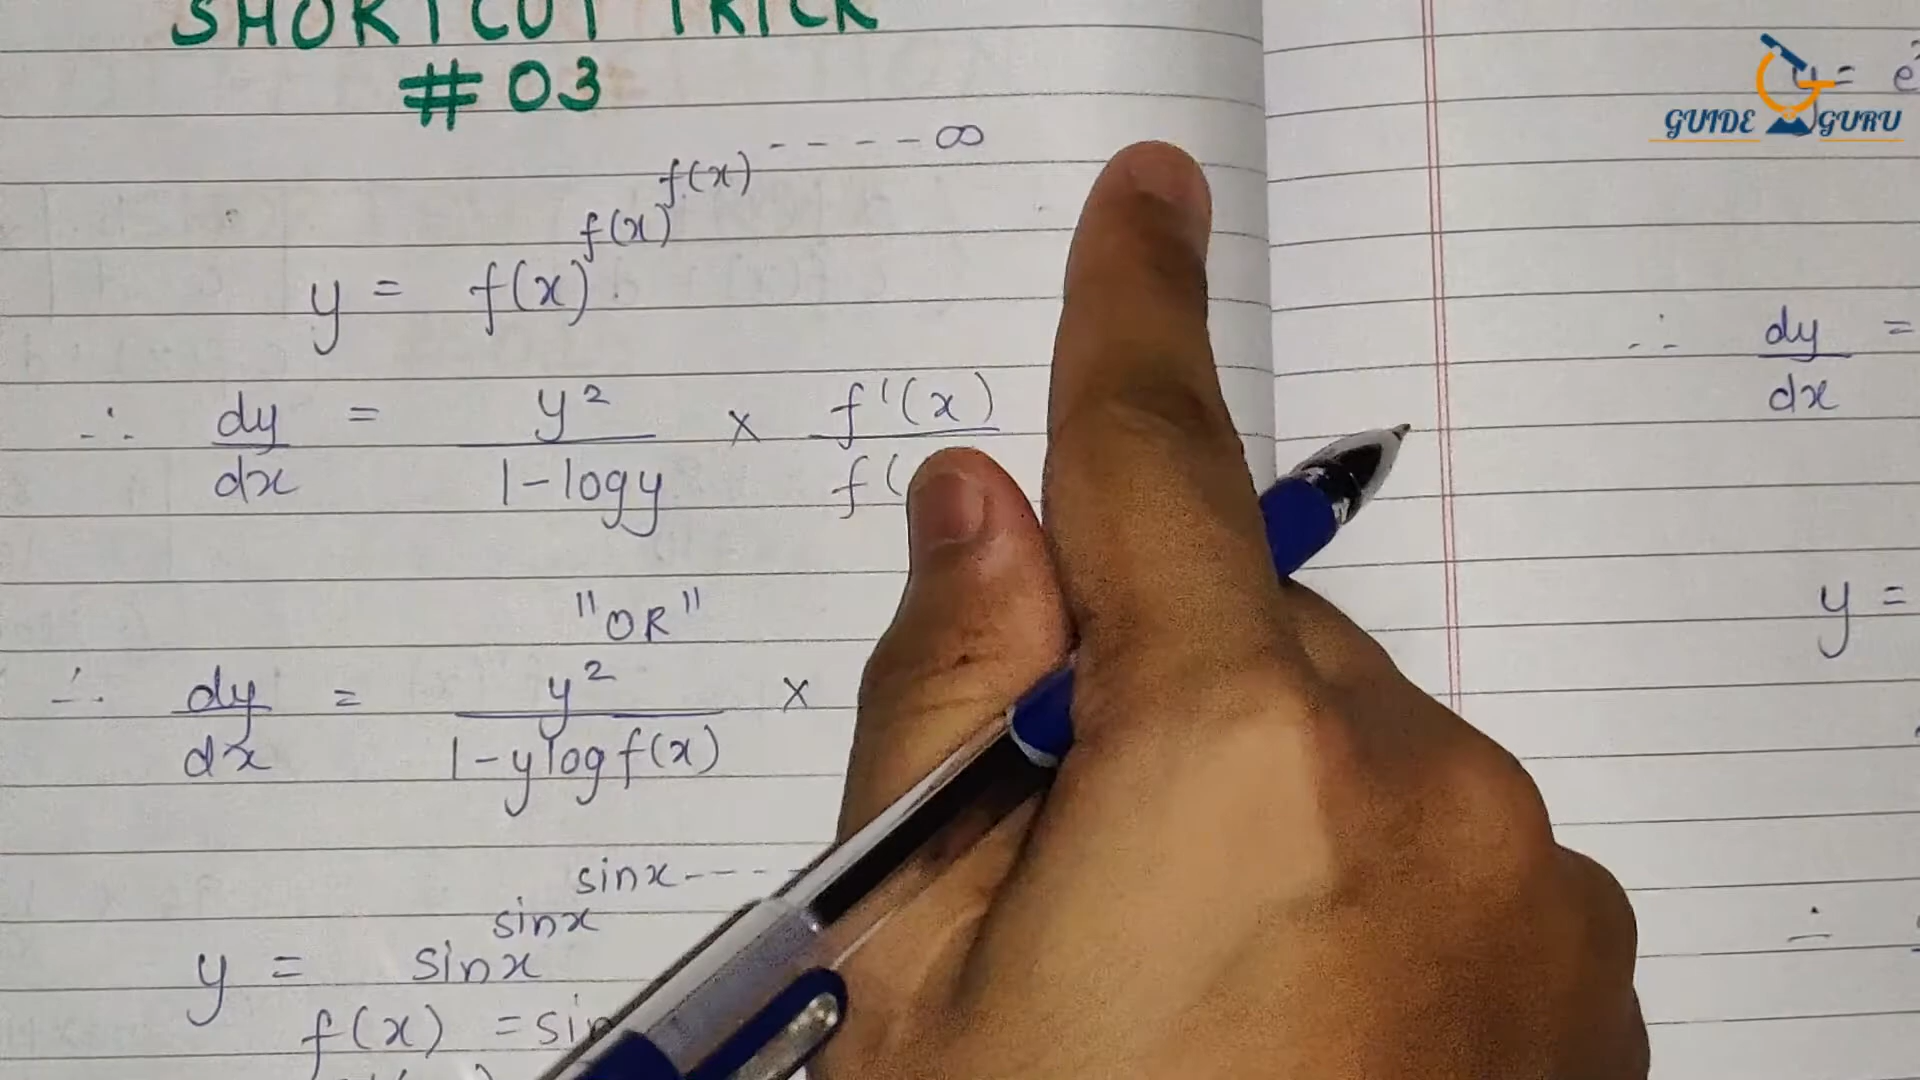 SHORTCUT TRICK
# 03
y = f(x)^f(x)^f(x)^----∞
∴ dy/dx = y²/(1-logy) × f'(x)/f(
"OR"
∴ dy/dx = y²/(1-ylogf(x)) ×
y = sinx^sinx^sinx----
f(x) = sin
y = e
GUIDE GURU
∴ dy/dx =
y =
∴